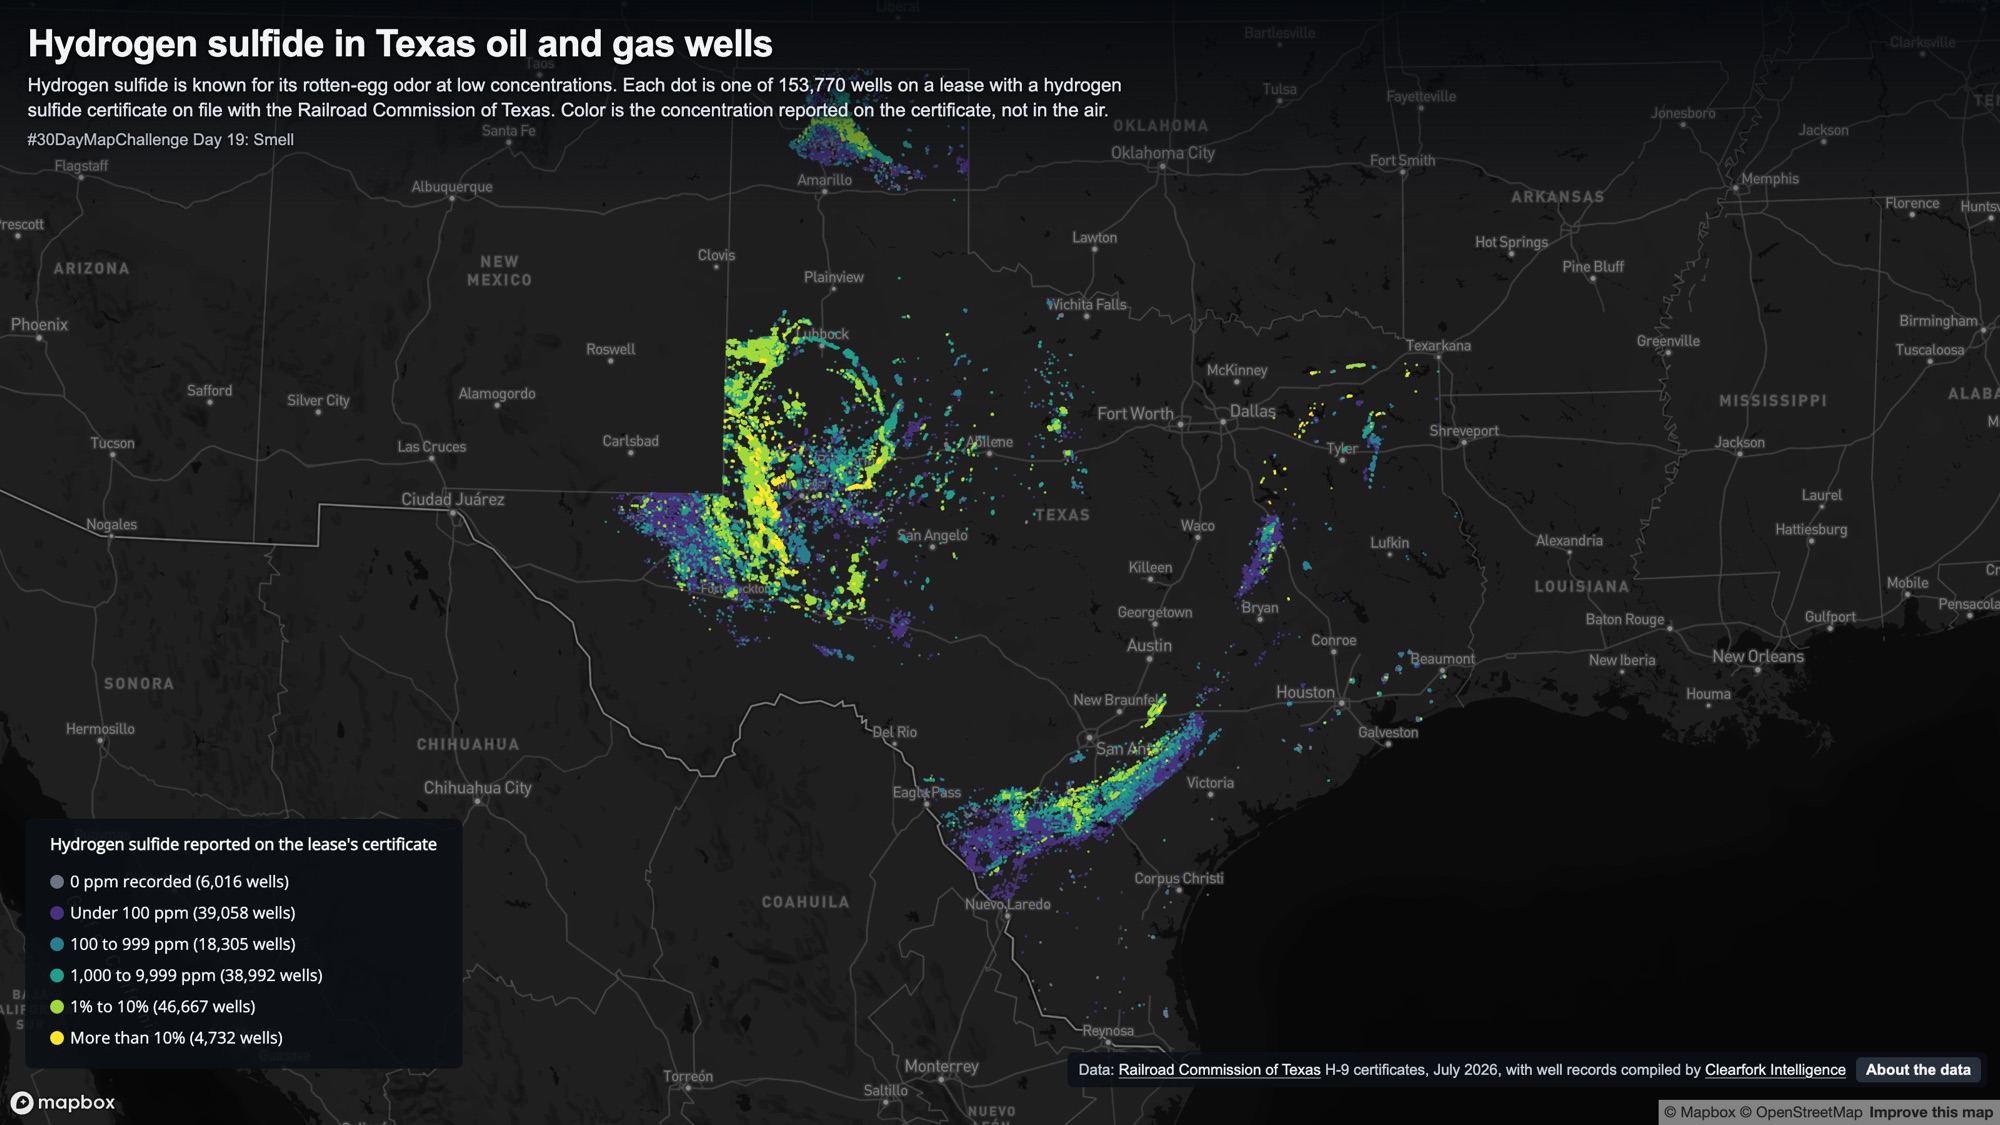 Liberal
Hydrogen sulfide in Texas oil and gas wells
Bartlesville
Clarksville
Taos
Hydrogen sulfide is known for its rotten-egg odor at low concentrations. Each dot is one of 153,770 wells on a lease with a hydrogen
sulfide certificate on file with the Railroad Commission of Texas. Color is the concentration reported on the certificate, not in the air.
#30DayMapChallenge Day 19: Smell
Tulsa
Fayetteville
Jonesboro
Jackson
Santa Fe
OKLAHOMA
Oklahoma City
Fort Smith
Flagstaff
Albuquerque
Amarillo
Memphis
ARKANSAS
Florence
Huntsv
rescott
Lawton
Hot Springs
Pine Bluff
ARIZONA
NEW
MEXICO
Clovis
Plainview
Wichita Falls
Phoenix
Lubbock
Birmingham
Greenville
Roswell
Texarkana
Tuscaloosa
Safford
Silver City
Alamogordo
McKinney
MISSISSIPPI
ALABA
Fort Worth
Dallas
Tucson
Las Cruces
Carlsbad
Abilene
Tyler
Shreveport
Jackson
Ciudad Juárez
TEXAS
Laurel
Nogales
Waco
Hattiesburg
San Angelo
Lufkin
Alexandria
Killeen
LOUISIANA
Mobile
Fort Stockton
Georgetown
Bryan
Baton Rouge
Gulfport
Pensacola
Austin
Conroe
Beaumont
New Iberia
New Orleans
SONORA
New Braunfels
Houston
Houma
Hermosillo
CHIHUAHUA
Del Rio
San An
Galveston
Chihuahua City
Eagle Pass
Victoria
Hydrogen sulfide reported on the lease's certificate
0 ppm recorded (6,016 wells)
Under 100 ppm (39,058 wells)
100 to 999 ppm (18,305 wells)
1,000 to 9,999 ppm (38,992 wells)
1% to 10% (46,667 wells)
More than 10% (4,732 wells)
Corpus Christi
COAHUILA
Nuevo Laredo
Reynosa
Monterrey
Torreón
Saltillo
NUEVO
Data: Railroad Commission of Texas H-9 certificates, July 2026, with well records compiled by Clearfork Intelligence
About the data
mapbox
© Mapbox © OpenStreetMap Improve this map